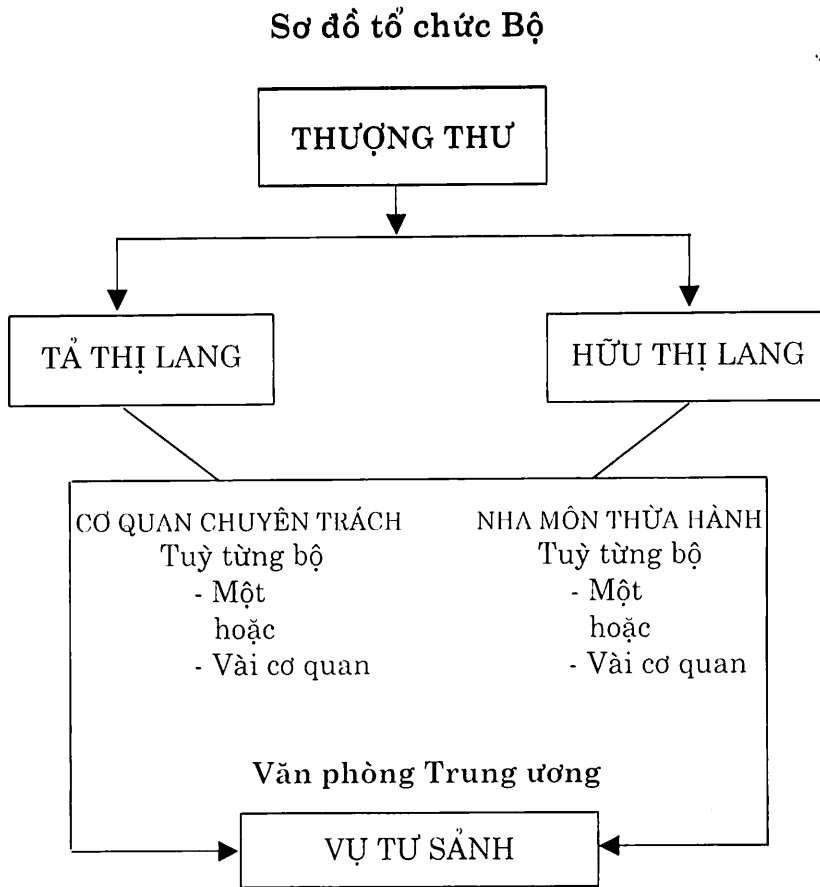 Sơ đồ tổ chức Bộ
THƯỢNG THƯ
TẢ THỊ LANG
HỮU THỊ LANG
CƠ QUAN CHUYÊN TRÁCH
Tuỳ từng bộ
- Một
hoặc
- Vài cơ quan
NHA MÔN THỪA HÀNH
Tuỳ từng bộ
- Một
hoặc
- Vài cơ quan
Văn phòng Trung ương
VỤ TƯ SẢNH